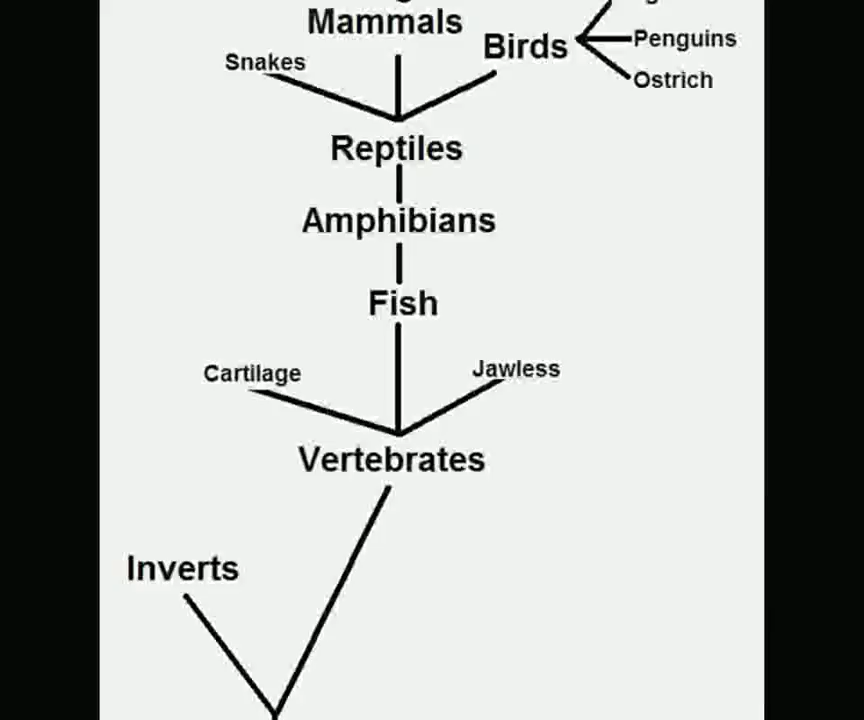 Mammals
Birds
Penguins
Snakes
Ostrich
Reptiles
Amphibians
Fish
Cartilage
Jawless
Vertebrates
Inverts